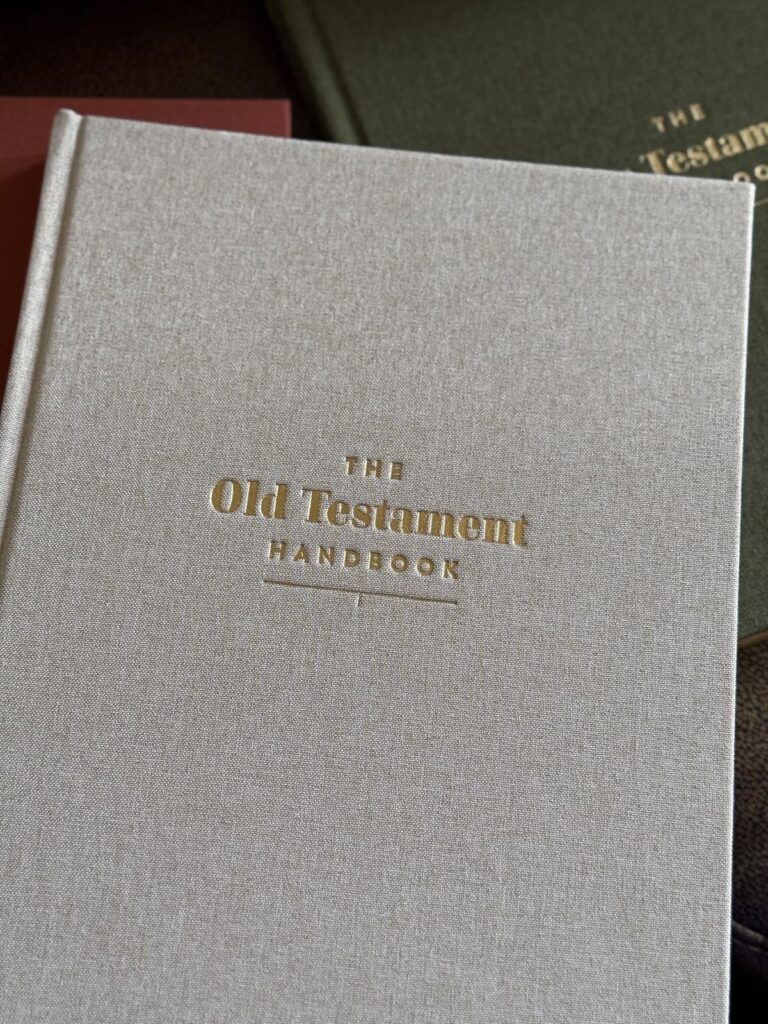 THE
Old Testament
HANDBOOK
THE
Testam